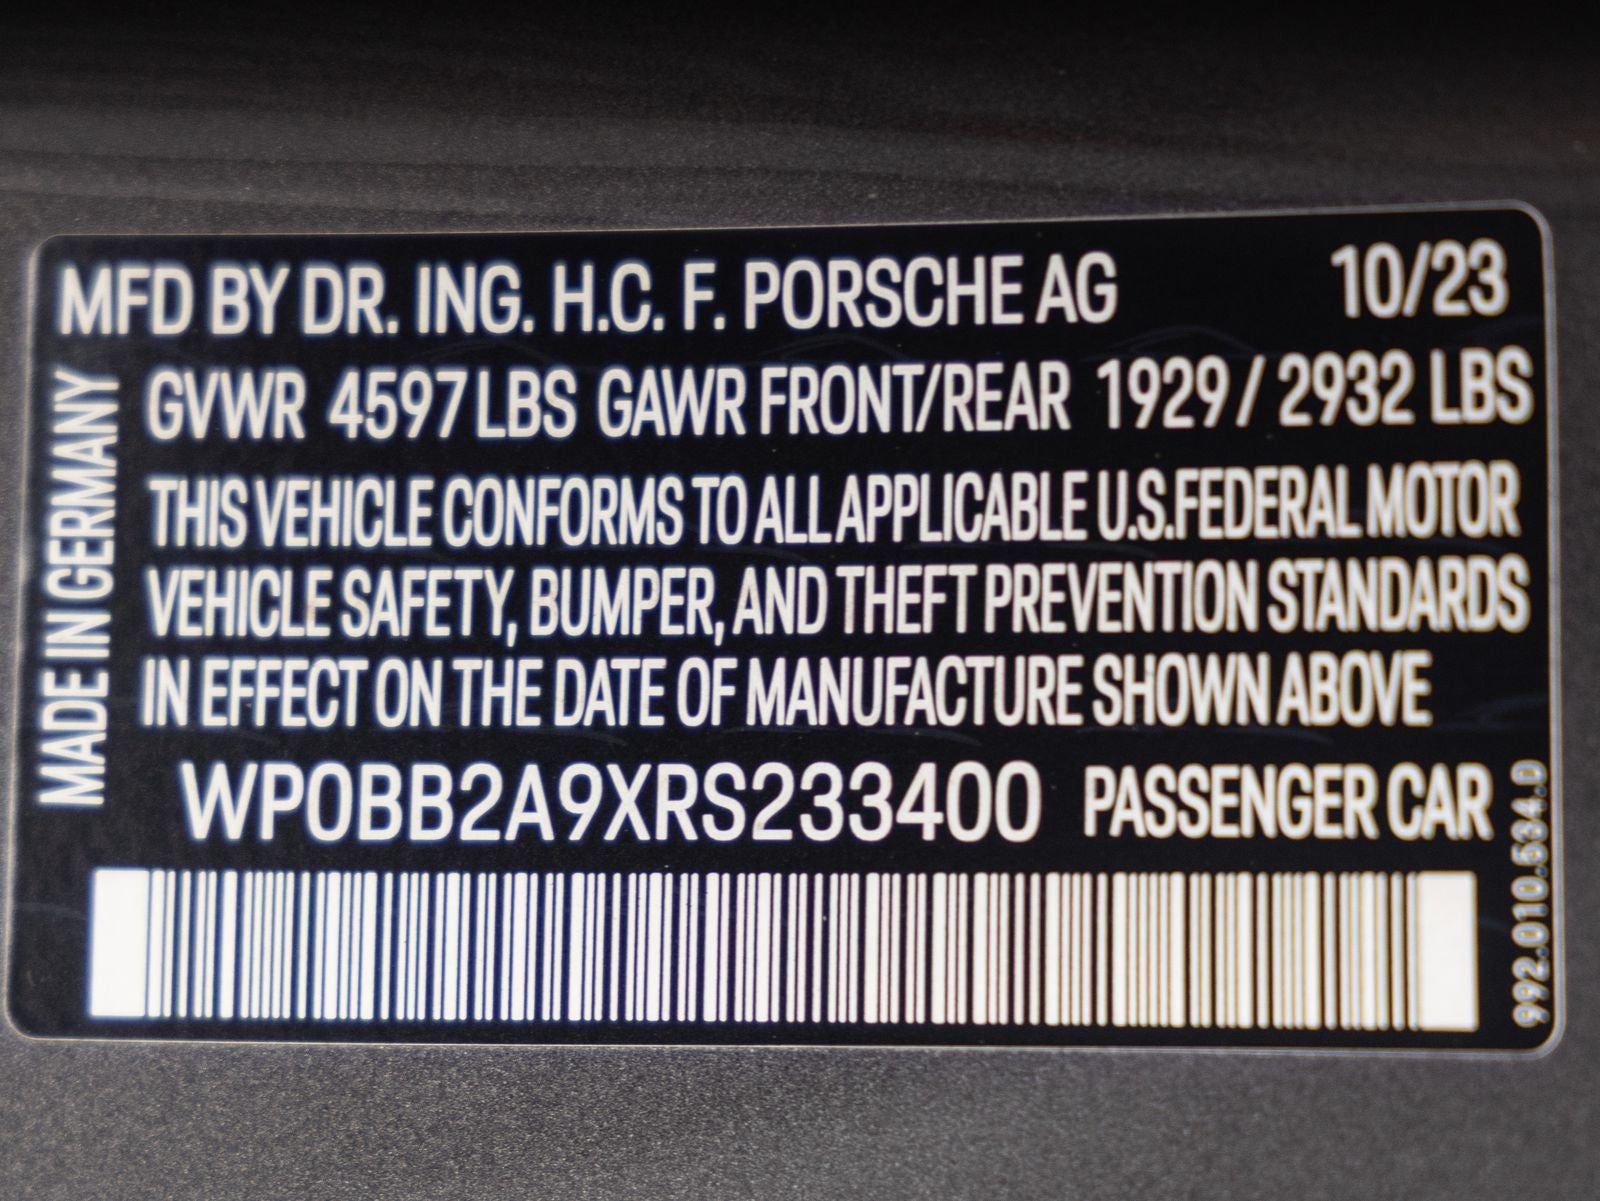 MFD BY DR. ING. H.C. F. PORSCHE AG 10/23
GVWR 4597 LBS GAWR FRONT/REAR 1929 / 2932 LBS
THIS VEHICLE CONFORMS TO ALL APPLICABLE U.S.FEDERAL MOTOR
VEHICLE SAFETY, BUMPER, AND THEFT PREVENTION STANDARDS
IN EFFECT ON THE DATE OF MANUFACTURE SHOWN ABOVE
WP0BB2A9XRS233400 PASSENGER CAR
MADE IN GERMANY
992.010.534.D